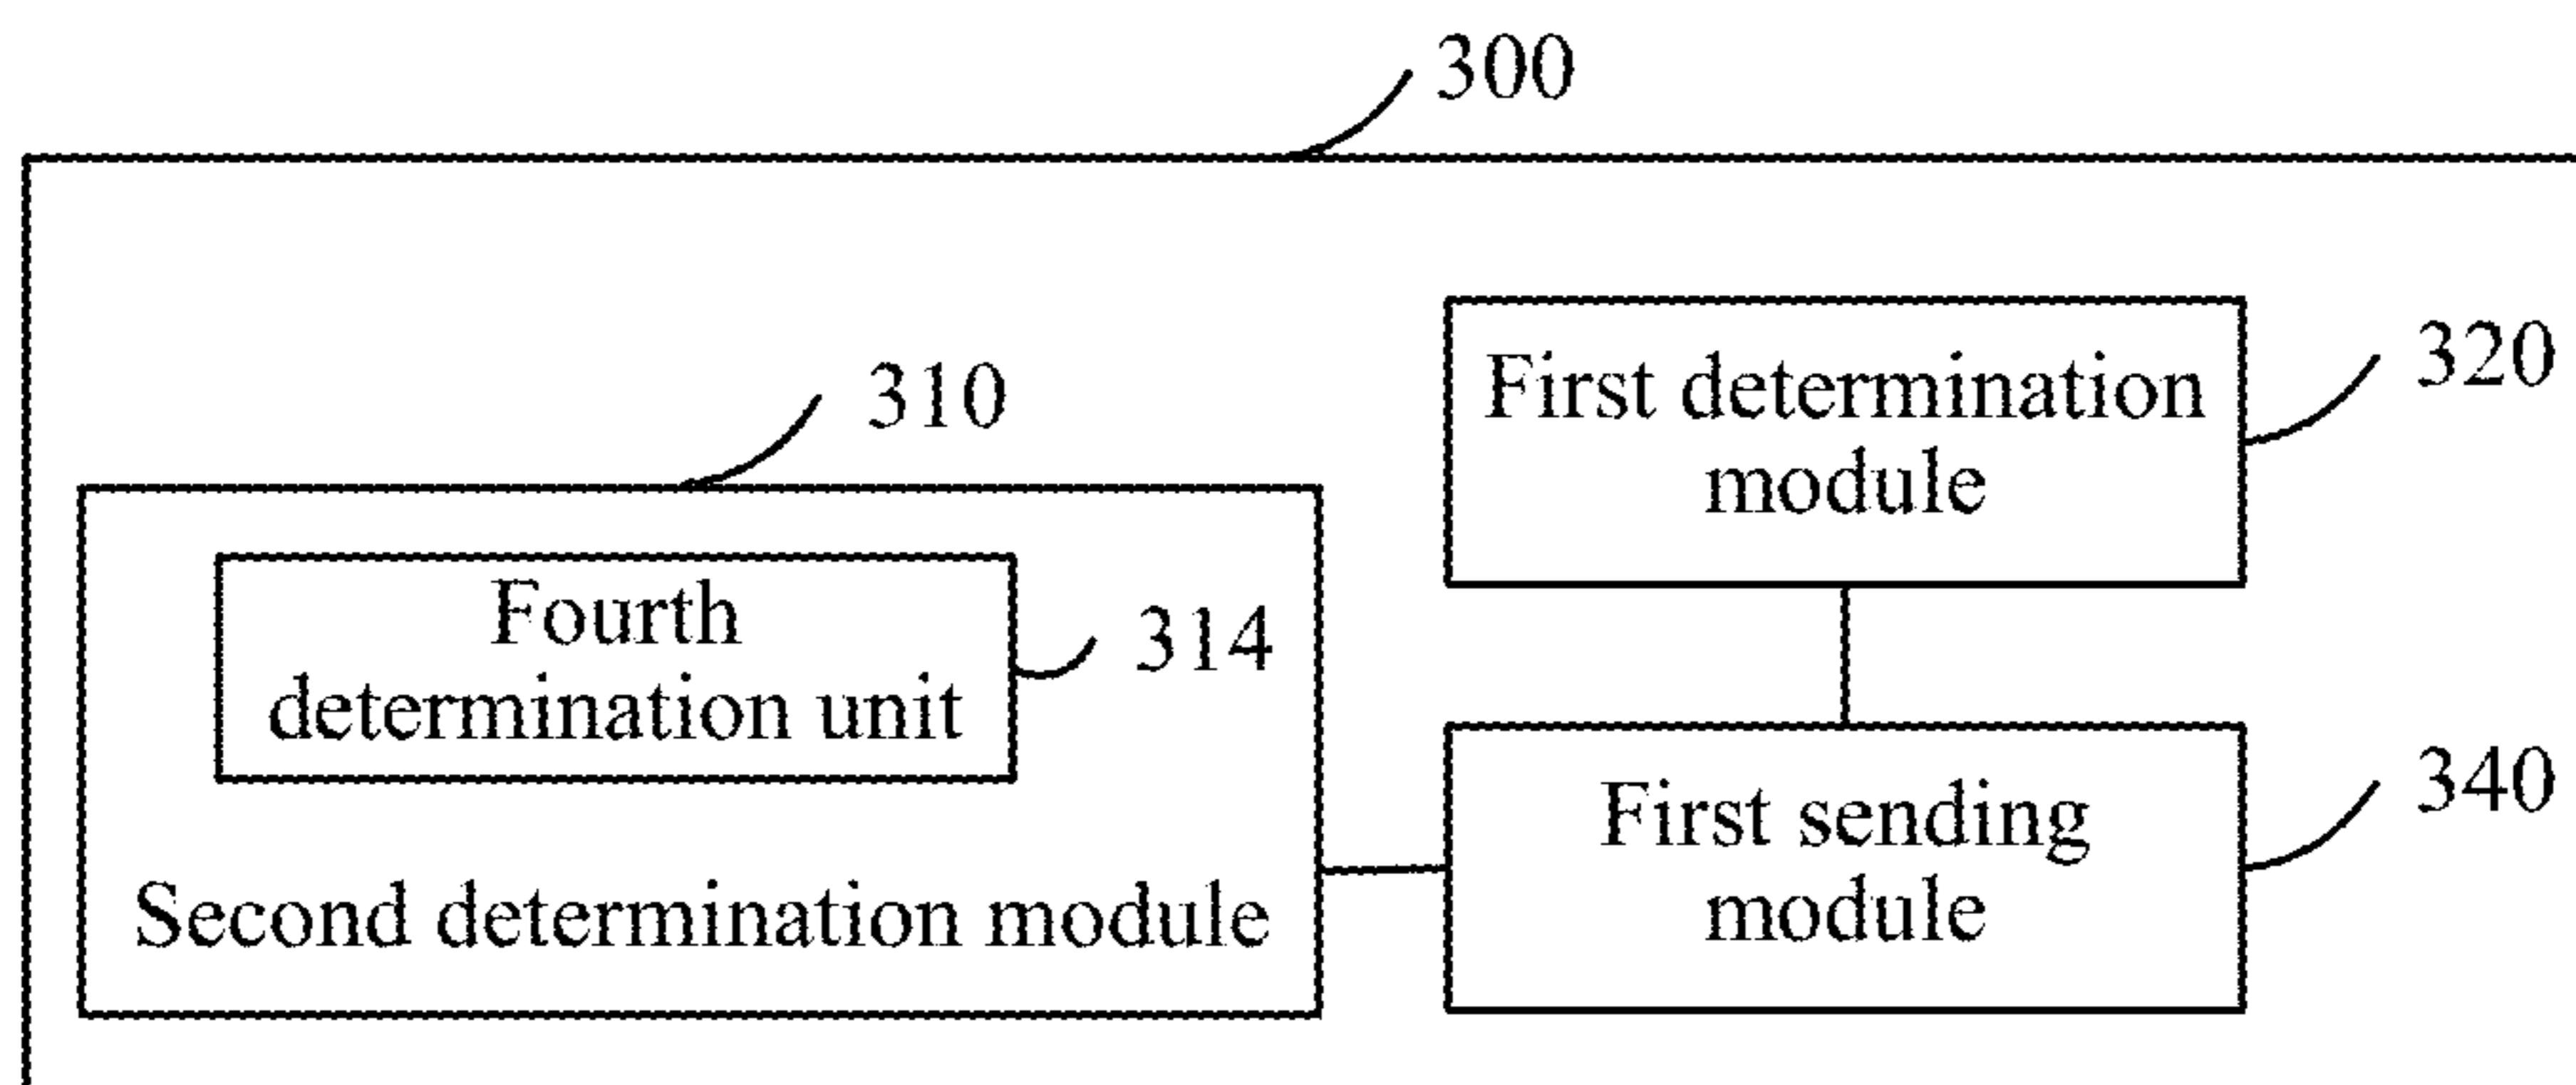 300
310
First determination
module
320
Fourth
determination unit
314
Second determination module
First sending
module
340